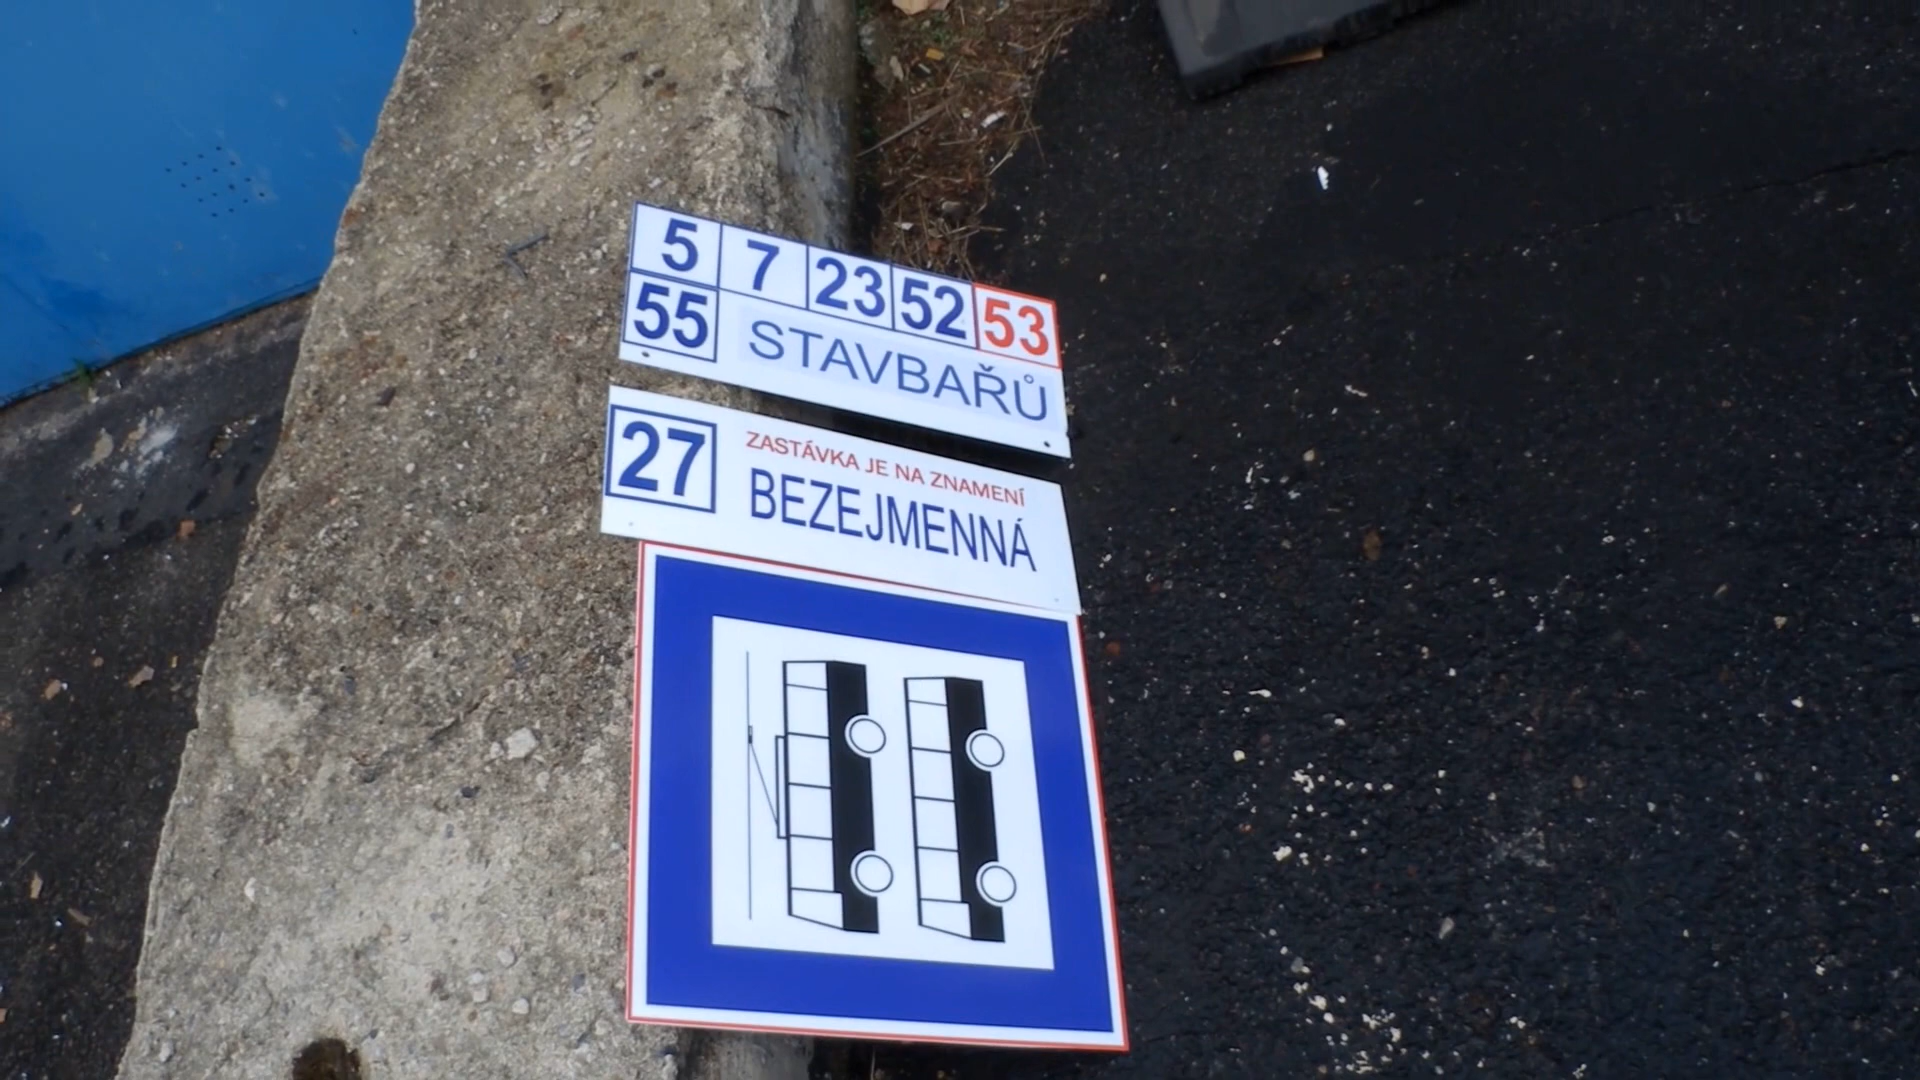 5 7 23 52 53
55 STAVBAŘŮ
27 ZASTÁVKA JE NA ZNAMENÍ
BEZEJMENNÁ